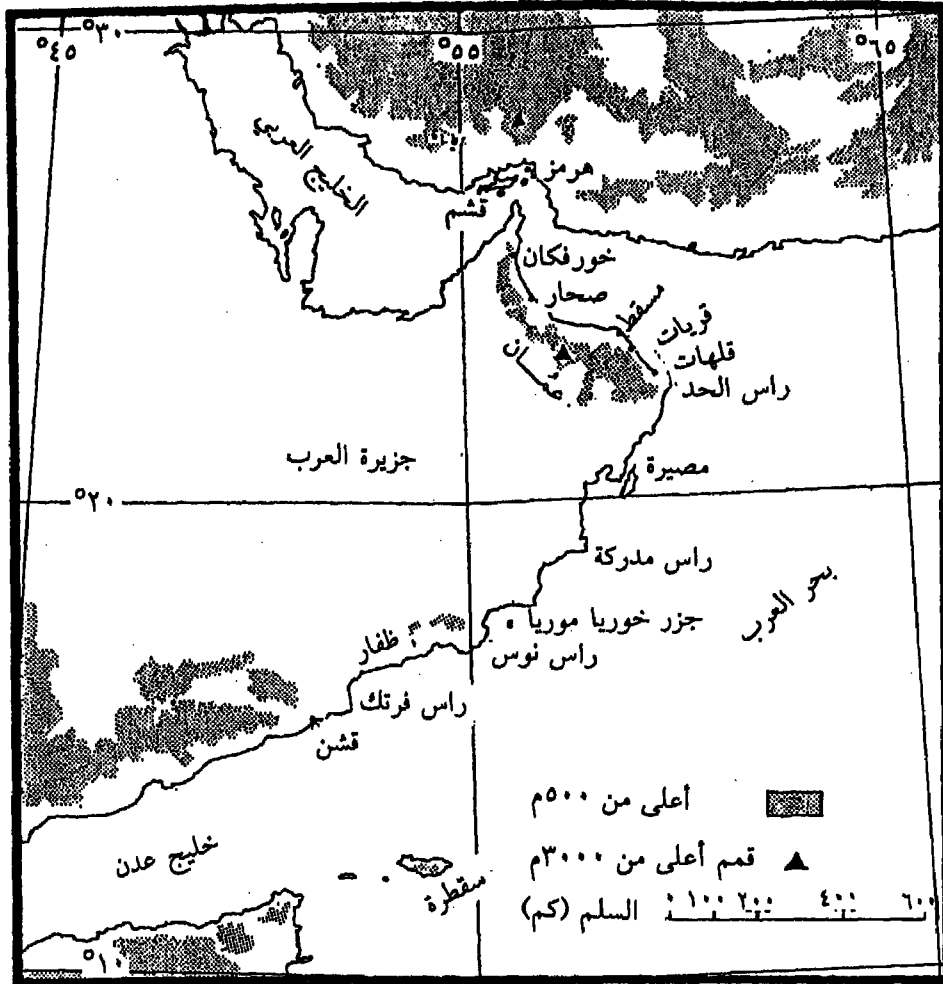 °٣٠
°٤٥
°٥٥
°٦٥
الخليج العربي
هرمز
قشم
خورفكان
صحار
مسقط
قريات
قلهات
راس الحد
عُمان
جزيرة العرب
مصيرة
°٢٠
راس مدركة
بحر العرب
جزر خوريا موريا
ظفار
راس نوس
راس فرتك
قشن
أعلى من ٥٠٠م
خليج عدن
قمم أعلى من ٣٠٠٠م
سقطرة
السلم (كم)
٠ ١٠٠ ٢٠٠ ٤٠٠ ٦٠٠
°١٠